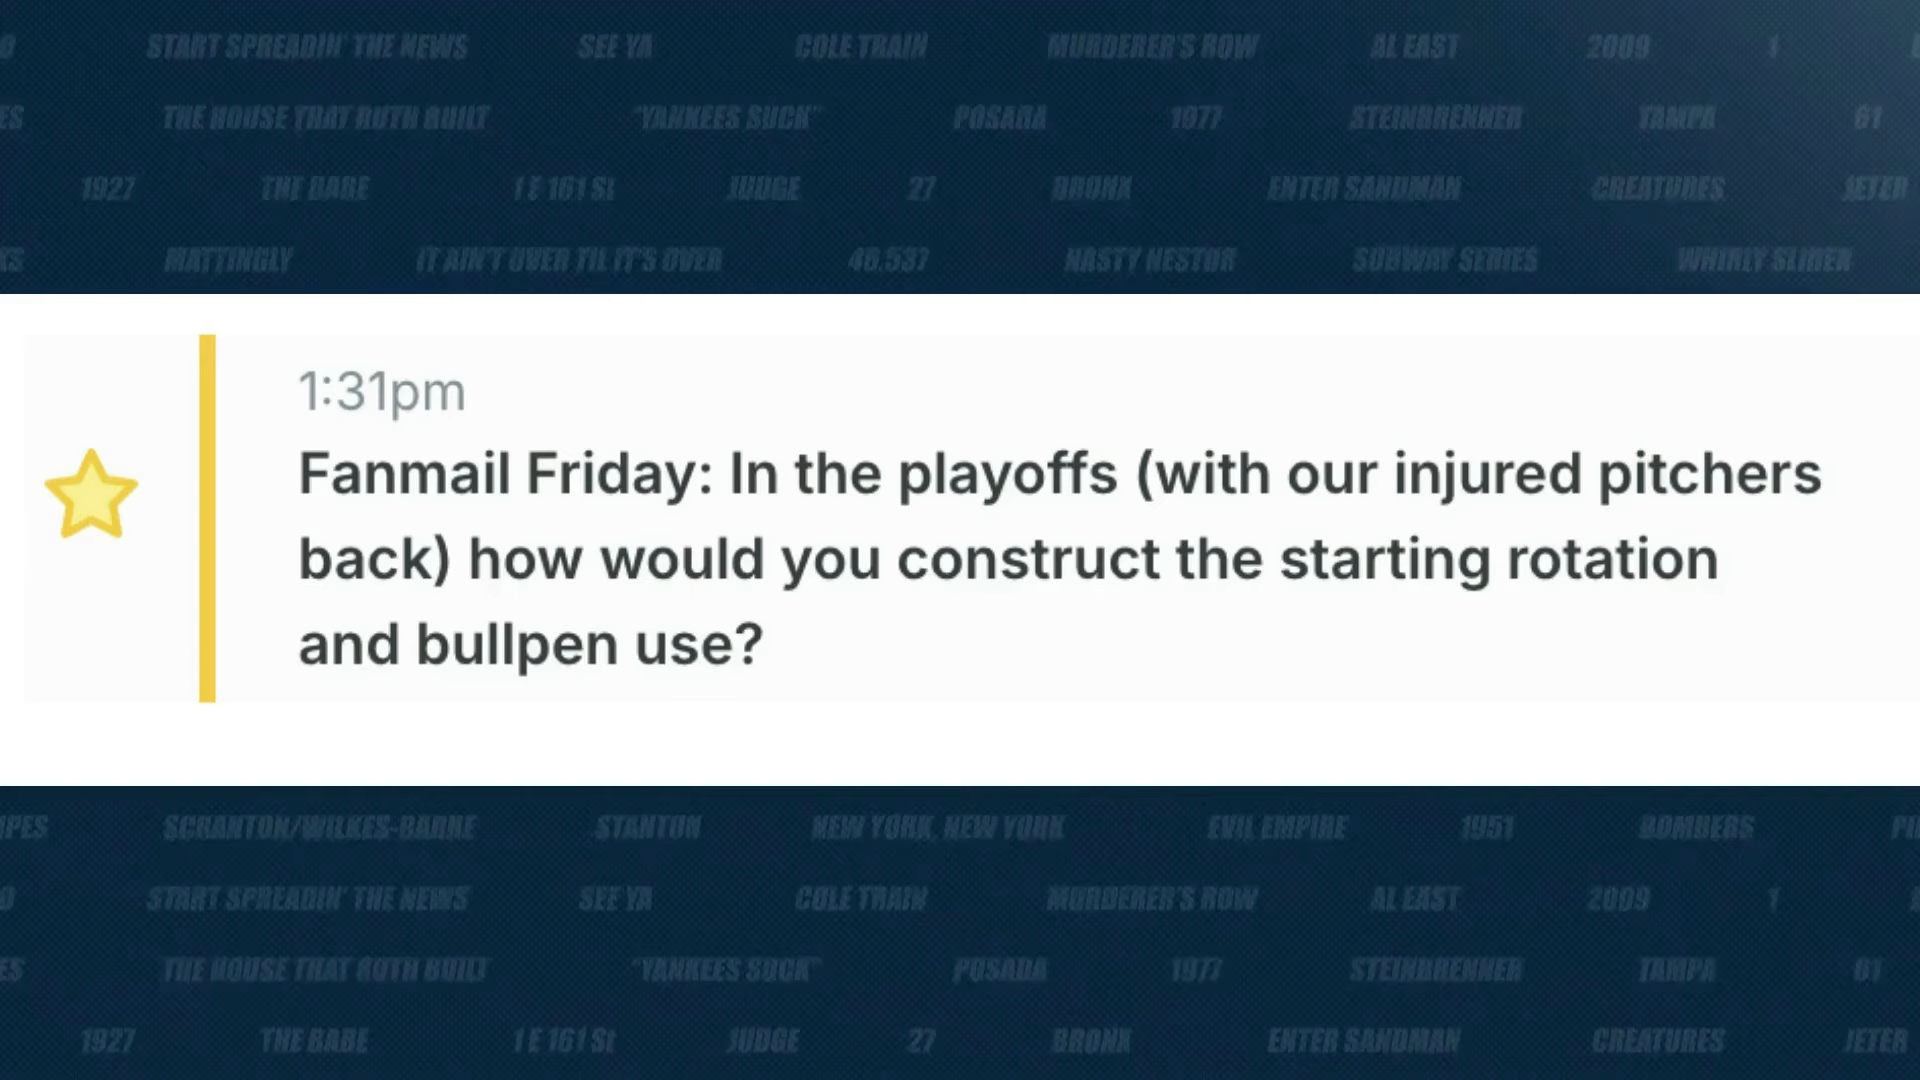 START SPREADIN' THE NEWS SEE YA COLE TRAIN MURDERER'S ROW AL EAST 2009 1
THE HOUSE THAT RUTH BUILT "YANKEES SUCK" POSADA 1977 STEINBRENNER TAMPA 61
1927 THE BABE 1 E 161 St JUDGE 27 BRONX ENTER SANDMAN CREATURES JETER
MATTINGLY IT AIN'T OVER TIL IT'S OVER 46,537 NASTY NESTOR SUBWAY SERIES WHIRLY SLIDER
1:31pm
Fanmail Friday: In the playoffs (with our injured pitchers
back) how would you construct the starting rotation
and bullpen use?
SCRANTON/WILKES-BARRE STANTON NEW YORK, NEW YORK EVIL EMPIRE 1951 BOMBERS
START SPREADIN' THE NEWS SEE YA COLE TRAIN MURDERER'S ROW AL EAST 2009 1
THE HOUSE THAT RUTH BUILT "YANKEES SUCK" POSADA 1977 STEINBRENNER TAMPA 61
1927 THE BABE 1 E 161 St JUDGE 27 BRONX ENTER SANDMAN CREATURES JETER